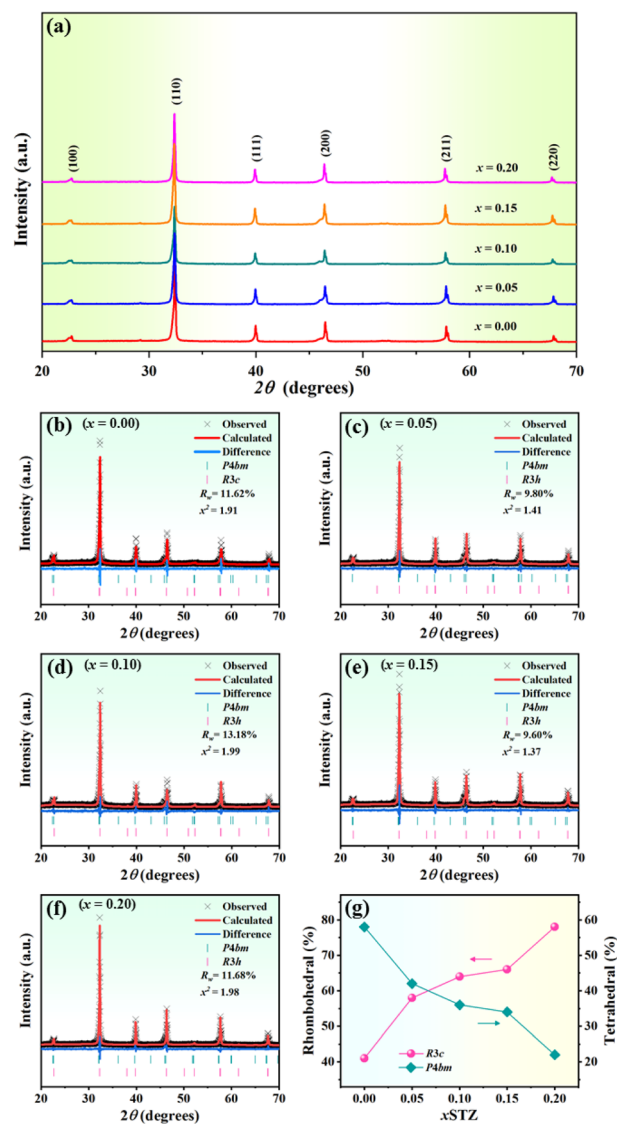 (a)
(100)
(110)
(111)
(200)
(211)
(220)
x = 0.20
x = 0.15
x = 0.10
x = 0.05
x = 0.00
Intensity (a.u.)
20 30 40 50 60 70
2θ (degrees)
(b) (x = 0.00)
Observed
Calculated
Difference
P4bm
R3c
Rw = 11.62%
x² = 1.91
Intensity (a.u.)
20 30 40 50 60 70
2θ (degrees)
(c) (x = 0.05)
Observed
Calculated
Difference
P4bm
R3h
Rw = 9.80%
x² = 1.41
Intensity (a.u.)
20 30 40 50 60 70
2θ (degrees)
(d) (x = 0.10)
Observed
Calculated
Difference
P4bm
R3h
Rw = 13.18%
x² = 1.99
Intensity (a.u.)
20 30 40 50 60 70
2θ (degrees)
(e) (x = 0.15)
Observed
Calculated
Difference
P4bm
R3h
Rw = 9.60%
x² = 1.37
Intensity (a.u.)
20 30 40 50 60 70
2θ (degrees)
(f) (x = 0.20)
Observed
Calculated
Difference
P4bm
R3h
Rw = 11.68%
x² = 1.98
Intensity (a.u.)
20 30 40 50 60 70
2θ (degrees)
(g)
Rhombohedral (%)
80
70
60
50
40
R3c
P4bm
60
50
40
30
20
Tetrahedral (%)
0.00 0.05 0.10 0.15 0.20
xSTZ